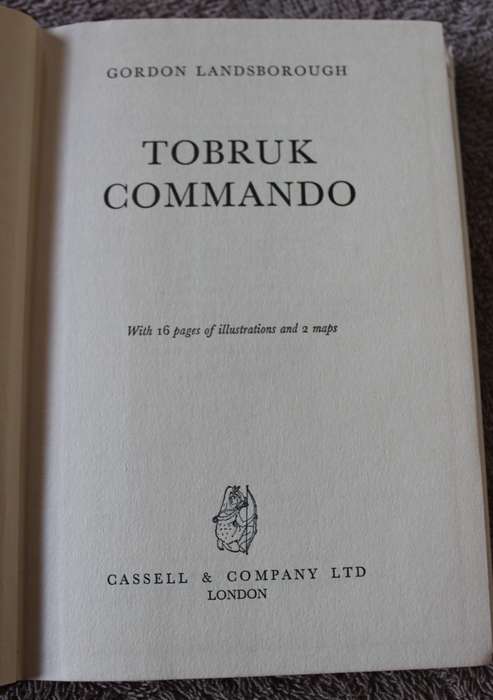 GORDON LANDSBOROUGH
TOBRUK
COMMANDO
With 16 pages of illustrations and 2 maps
CASSELL & COMPANY LTD
LONDON